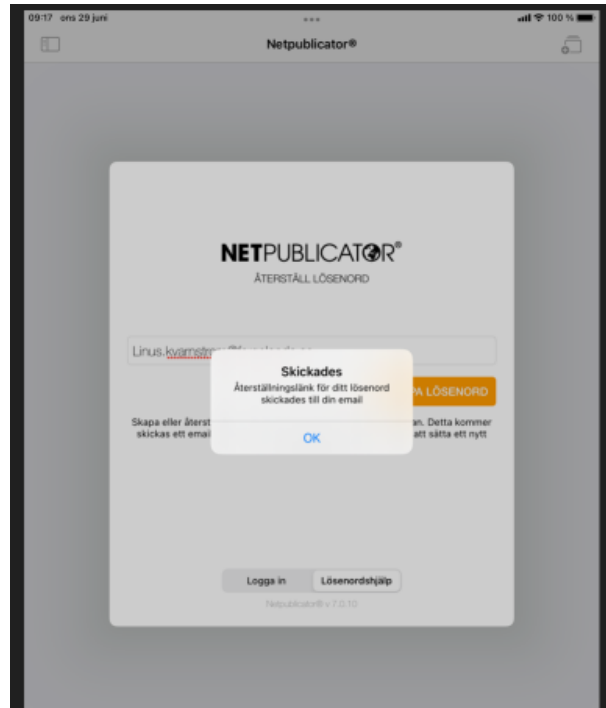 09:17 ons 29 juni
100 %
Netpublicator®
NETPUBLICATOR®
ÅTERSTÄLL LÖSENORD
Linus.
Skickades
Återställningslänk för ditt lösenord
skickades till din email
LÖSENORD
Skapa eller återst an. Detta kommer
skickas ett email att sätta ett nytt
OK
Logga in Lösenordshjälp
Netpublicator® v 7.0.10